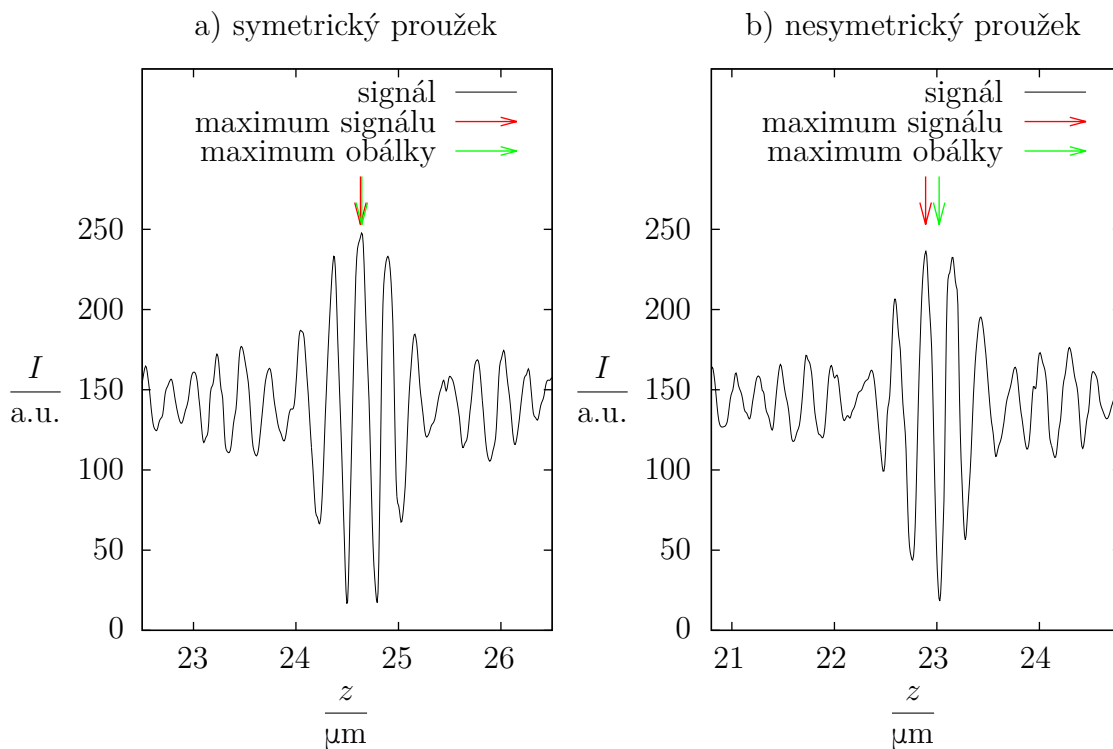 a) symetrický proužek
signál
maximum signálu
maximum obálky
250
200
150
100
50
0
I
a.u.
23 24 25 26
z
µm
b) nesymetrický proužek
signál
maximum signálu
maximum obálky
250
200
150
100
50
0
I
a.u.
21 22 23 24
z
µm